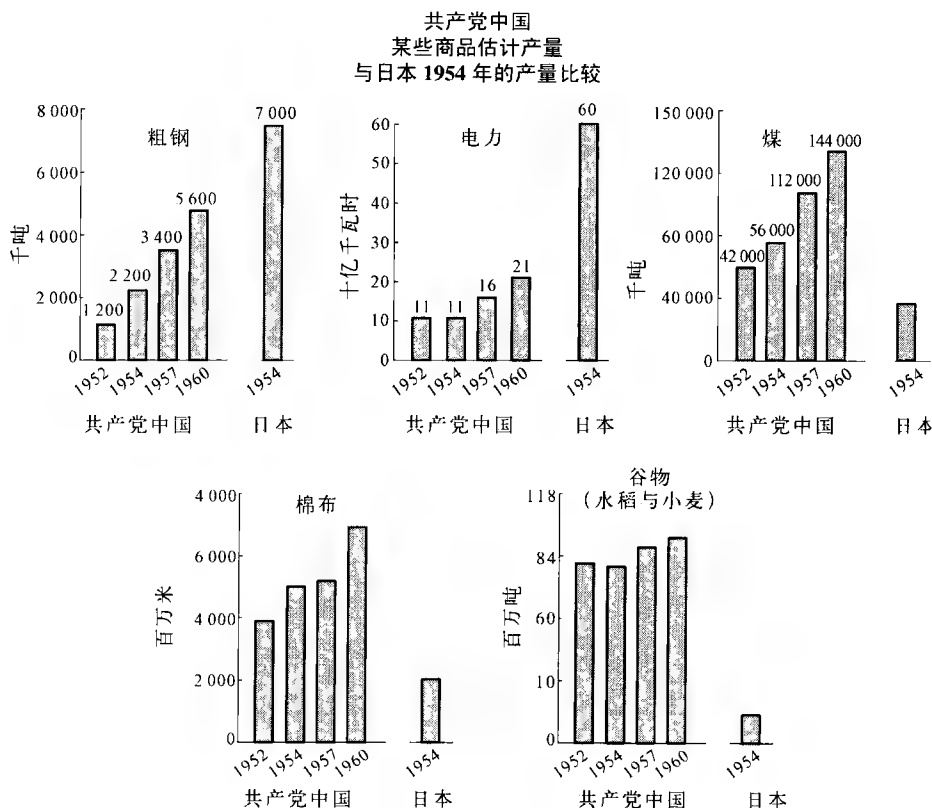 共产党中国
某些商品估计产量
与日本 1954 年的产量比较
粗钢
千吨
8 000
6 000
4 000
2 000
0
1 200
2 200
3 400
5 600
7 000
1952
1954
1957
1960
1954
共产党中国
日本
电力
十亿千瓦时
60
50
40
30
20
10
0
11
11
16
21
60
1952
1954
1957
1960
1954
共产党中国
日本
煤
千吨
150 000
120 000
60 000
40 000
0
42 000
56 000
112 000
144 000
1952
1954
1957
1960
1954
共产党中国
日本
棉布
百万米
4 000
6 000
4 000
2 000
0
1952
1954
1957
1960
1954
共产党中国
日本
谷物
（水稻与小麦）
百万吨
118
84
60
10
0
1952
1954
1957
1960
1954
共产党中国
日本